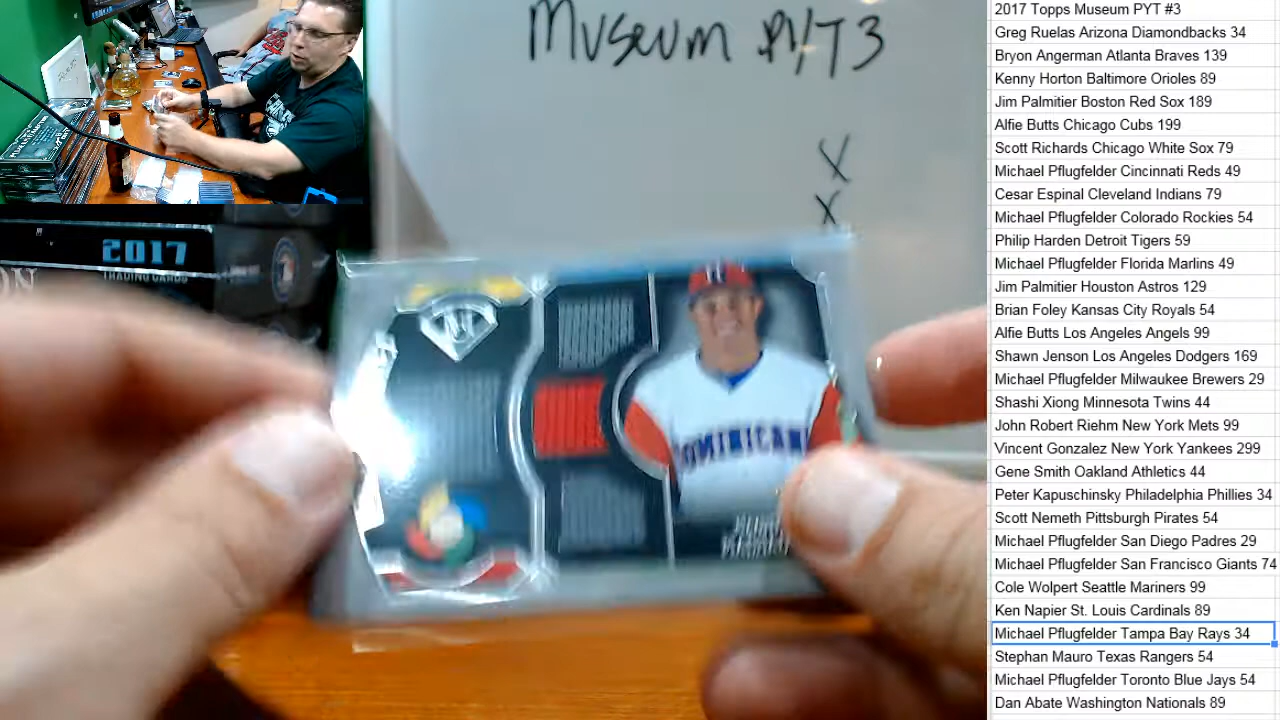 Museum PYT 3
X
X
2017
TRADING CARDS
ON
DOMINICANA
2017 Topps Museum PYT #3
Greg Ruelas Arizona Diamondbacks 34
Bryon Angerman Atlanta Braves 139
Kenny Horton Baltimore Orioles 89
Jim Palmitier Boston Red Sox 189
Alfie Butts Chicago Cubs 199
Scott Richards Chicago White Sox 79
Michael Pflugfelder Cincinnati Reds 49
Cesar Espinal Cleveland Indians 79
Michael Pflugfelder Colorado Rockies 54
Philip Harden Detroit Tigers 59
Michael Pflugfelder Florida Marlins 49
Jim Palmitier Houston Astros 129
Brian Foley Kansas City Royals 54
Alfie Butts Los Angeles Angels 99
Shawn Jenson Los Angeles Dodgers 169
Michael Pflugfelder Milwaukee Brewers 29
Shashi Xiong Minnesota Twins 44
John Robert Riehm New York Mets 99
Vincent Gonzalez New York Yankees 299
Gene Smith Oakland Athletics 44
Peter Kapuschinsky Philadelphia Phillies 34
Scott Nemeth Pittsburgh Pirates 54
Michael Pflugfelder San Diego Padres 29
Michael Pflugfelder San Francisco Giants 74
Cole Wolpert Seattle Mariners 99
Ken Napier St. Louis Cardinals 89
Michael Pflugfelder Tampa Bay Rays 34
Stephan Mauro Texas Rangers 54
Michael Pflugfelder Toronto Blue Jays 54
Dan Abate Washington Nationals 89